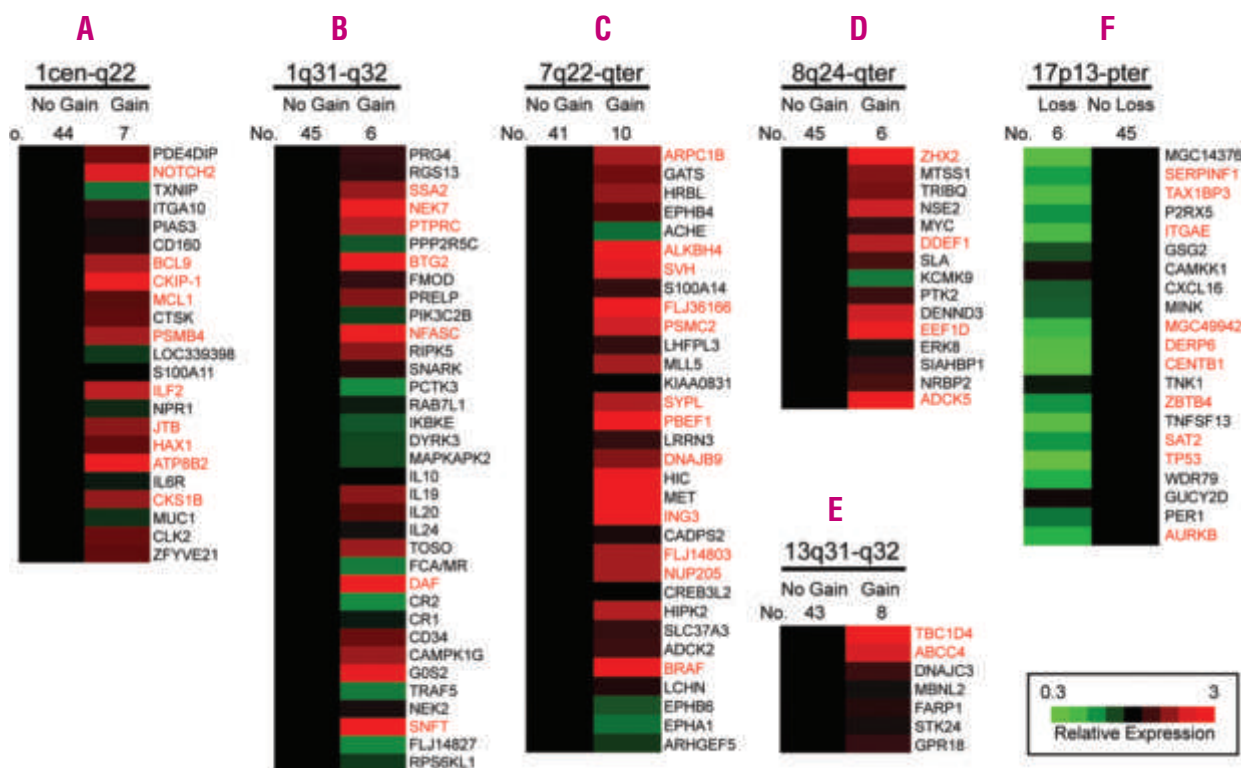 A
1cen-q22
No Gain Gain
o. 44 7
PDE4DIP
NOTCH2
TXNIP
ITGA10
PIAS3
CD160
BCL9
CKIP-1
MCL1
CTSK
PSMB4
LOC339398
S100A11
ILF2
NPR1
JTB
HAX1
ATP8B2
IL6R
CKS1B
MUC1
CLK2
ZFYVE21
B
1q31-q32
No Gain Gain
No. 45 6
PRG4
RGS13
SSA2
NEK7
PTPRC
PPP2R5C
BTG2
FMOD
PRELP
PIK3C2B
NFASC
RIPK5
SNARK
PCTK3
RAB7L1
IKBKE
DYRK3
MAPKAPK2
IL10
IL19
IL20
IL24
TOSO
FCA/MR
DAF
CR2
CR1
CD34
CAMPK1G
G0S2
TRAF5
NEK2
SNFT
FLJ14827
RPS6KL1
C
7q22-qter
No Gain Gain
No. 41 10
ARPC1B
GATS
HRBL
EPHB4
ACHE
ALKBH4
SVH
S100A14
FLJ36166
PSMC2
LHFPL3
MLL5
KIAA0831
SYPL
PBEF1
LRRN3
DNAJB9
HIC
MET
ING3
CADPS2
FLJ14803
NUP205
CREB3L2
HIPK2
SLC37A3
ADCK2
BRAF
LCHN
EPHB6
EPHA1
ARHGEF5
D
8q24-qter
No Gain Gain
No. 45 6
ZHX2
MTSS1
TRIBQ
NSE2
MYC
DDEF1
SLA
KCMK9
PTK2
DENND3
EEF1D
ERK8
SIAHBP1
NRBP2
ADCK5
E
13q31-q32
No Gain Gain
No. 43 8
TBC1D4
ABCC4
DNAJC3
MBNL2
FARP1
STK24
GPR18
F
17p13-pter
Loss No Loss
No. 6 45
MGC14376
SERPINF1
TAX1BP3
P2RX5
ITGAE
GSG2
CAMKK1
CXCL16
MINK
MGC49942
DERP6
CENTB1
TNK1
ZBTB4
TNFSF13
SAT2
TP53
WDR79
GUCY2D
PER1
AURKB
0.3 3
Relative Expression